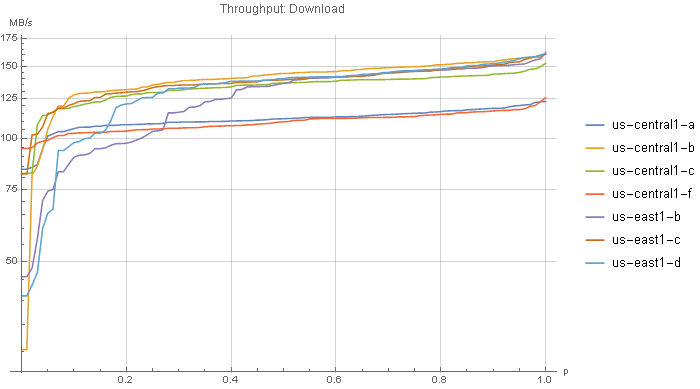 Throughput: Download
MB/s
175
150
125
100
75
50
0.2 0.4 0.6 0.8 1.0 p
us-central1-a
us-central1-b
us-central1-c
us-central1-f
us-east1-b
us-east1-c
us-east1-d